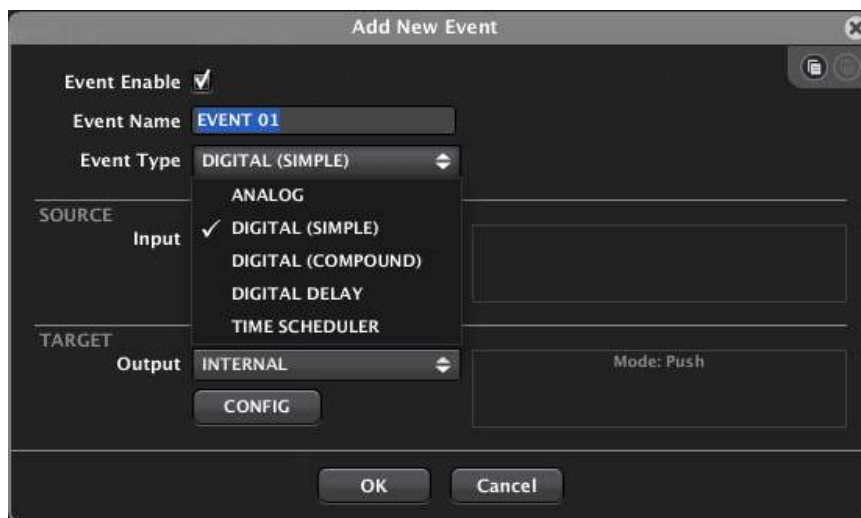 Add New Event
Event Enable
Event Name EVENT 01
Event Type DIGITAL (SIMPLE)
ANALOG
SOURCE
DIGITAL (SIMPLE)
Input
DIGITAL (COMPOUND)
DIGITAL DELAY
TIME SCHEDULER
TARGET
Output INTERNAL
Mode: Push
CONFIG
OK Cancel